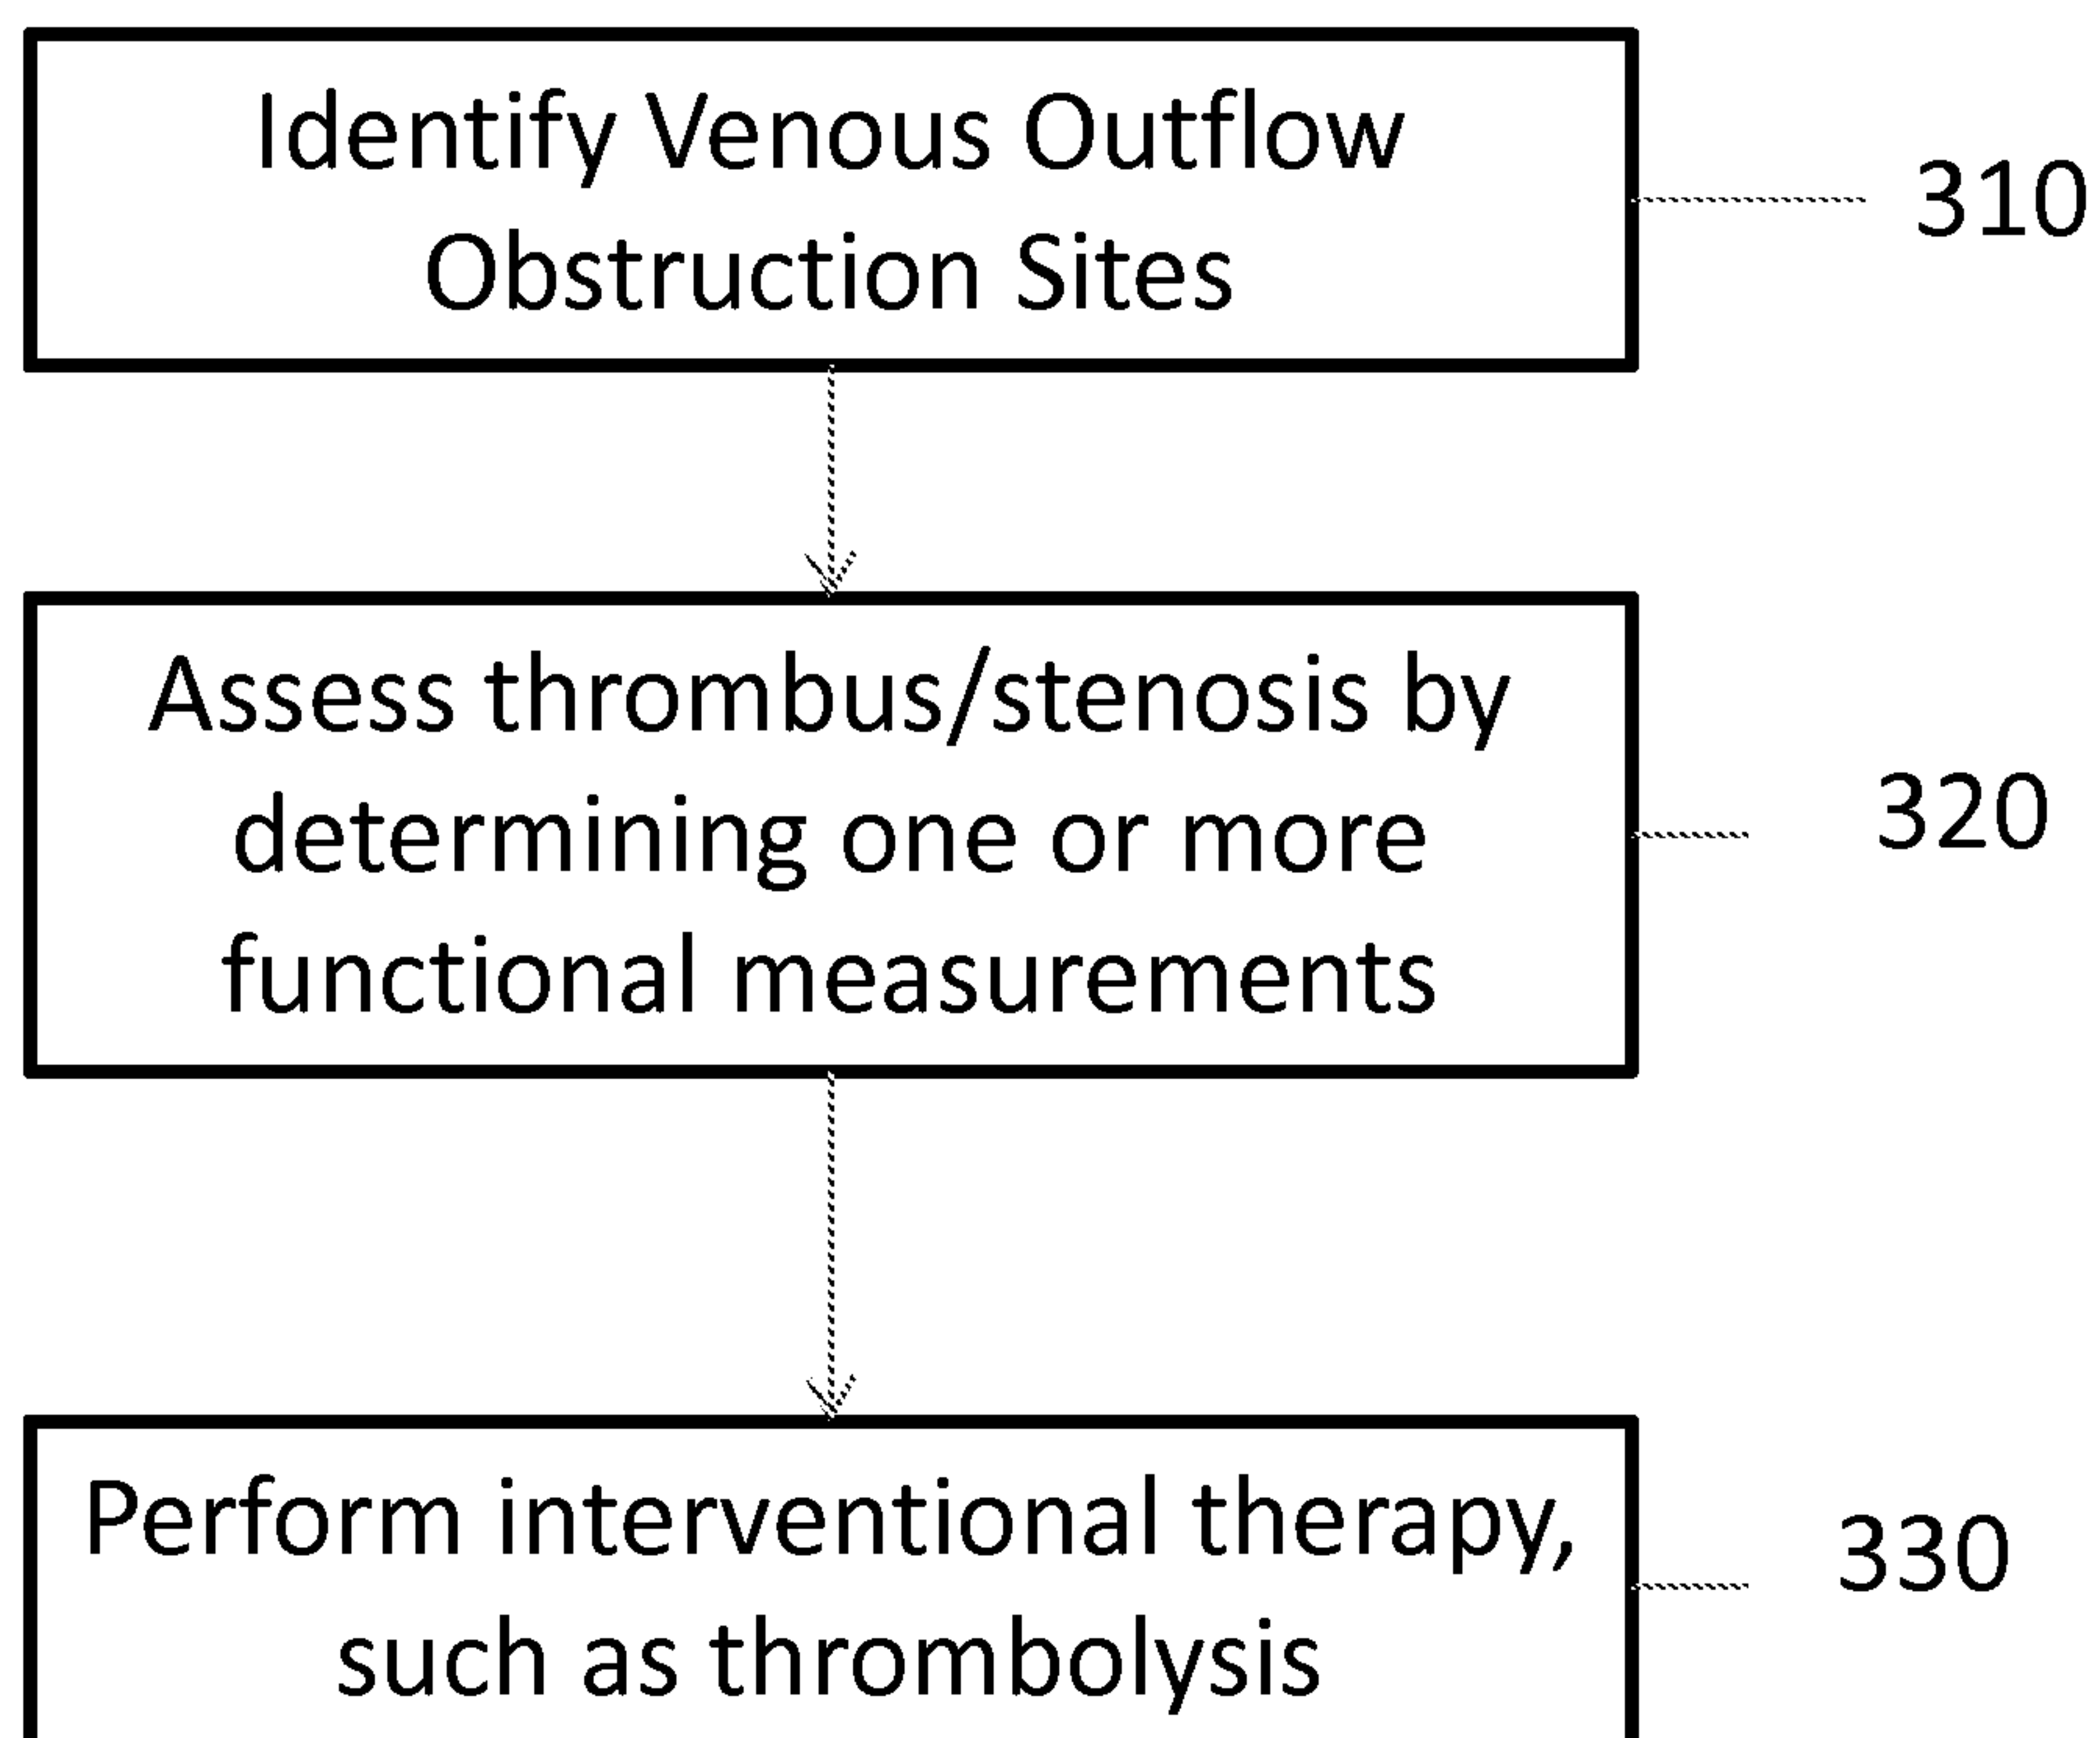 Identify Venous Outflow
Obstruction Sites
310
Assess thrombus/stenosis by
determining one or more
functional measurements
320
Perform interventional therapy,
such as thrombolysis
330